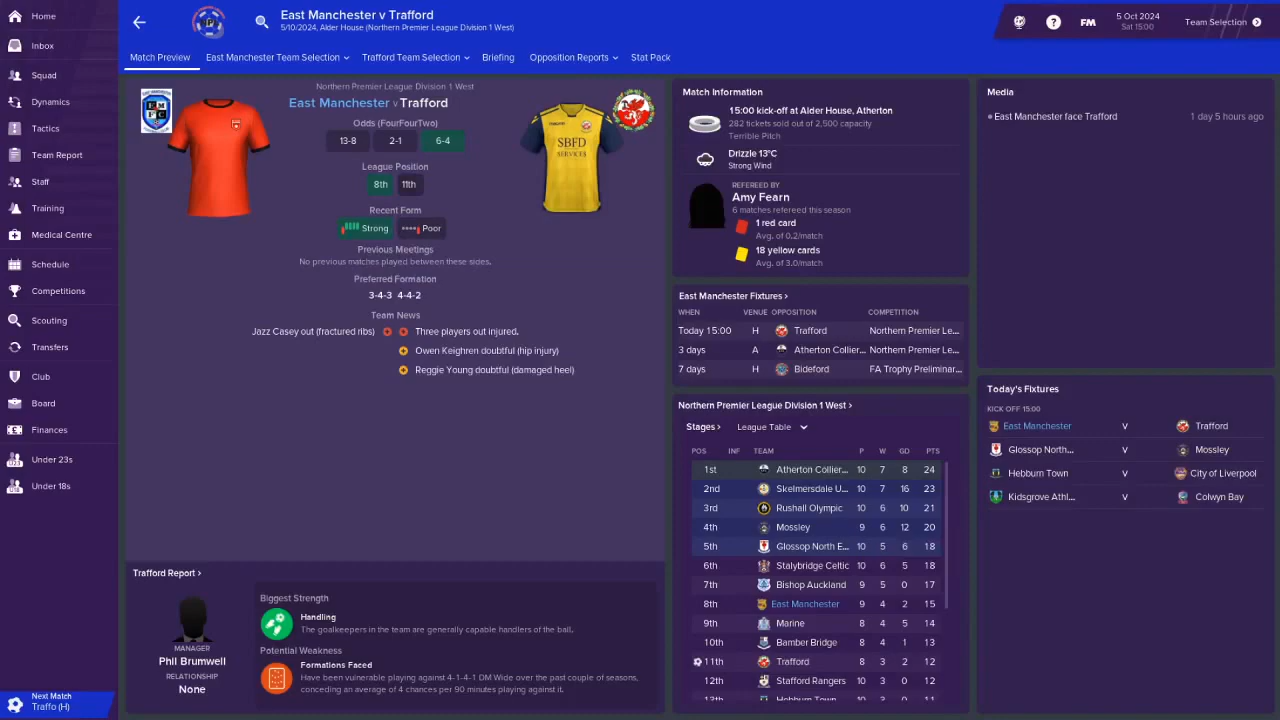 Home
Inbox
Squad
Dynamics
Tactics
Team Report
Staff
Training
Medical Centre
Schedule
Competitions
Scouting
Transfers
Club
Board
Finances
Under 23s
Under 18s
Next Match
Traffo (H)
East Manchester v Trafford
5/10/2024, Alder House (Northern Premier League Division 1 West)
FM
5 Oct 2024
Sat 15:00
Team Selection
Match Preview East Manchester Team Selection Trafford Team Selection Briefing Opposition Reports Stat Pack
Northern Premier League Division 1 West
East Manchester v Trafford
Odds (FourFourTwo)
13-8 2-1 6-4
League Position
8th 11th
Recent Form
Strong Poor
Previous Meetings
No previous matches played between these sides.
Preferred Formation
3-4-3 4-4-2
Team News
Jazz Casey out (fractured ribs) Three players out injured.
Owen Keighren doubtful (hip injury)
Reggie Young doubtful (damaged heel)
SBFD
SERVICES
Trafford Report >
MANAGER
Phil Brumwell
RELATIONSHIP
None
Biggest Strength
Handling
The goalkeepers in the team are generally capable handlers of the ball.
Potential Weakness
Formations Faced
Have been vulnerable playing against 4-1-4-1 DM Wide over the past couple of seasons,
conceding an average of 4 chances per 90 minutes playing against it.
Match Information
15:00 kick-off at Alder House, Atherton
282 tickets sold out of 2,500 capacity
Terrible Pitch
Drizzle 13°C
Strong Wind
REFEREED BY
Amy Fearn
6 matches refereed this season
1 red card
Avg. of 0.2/match
18 yellow cards
Avg. of 3.0/match
East Manchester Fixtures >
WHEN VENUE OPPOSITION COMPETITION
Today 15:00 H Trafford Northern Premier Le...
3 days A Atherton Collier... Northern Premier Le...
7 days H Bideford FA Trophy Preliminar...
Northern Premier League Division 1 West >
Stages > League Table
POS INF TEAM P W GD PTS
1st Atherton Collier... 10 7 8 24
2nd Skelmersdale U... 10 7 16 23
3rd Rushall Olympic 10 6 10 21
4th Mossley 9 6 12 20
5th Glossop North E... 10 5 6 18
6th Stalybridge Celtic 10 6 5 18
7th Bishop Auckland 9 5 0 17
8th East Manchester 9 4 2 15
9th Marine 8 4 5 14
10th Bamber Bridge 8 4 1 13
11th Trafford 8 3 2 12
12th Stafford Rangers 10 3 0 12
13th Hebburn Town 10 3 0 11
Media
East Manchester face Trafford 1 day 5 hours ago
Today's Fixtures
KICK OFF 15:00
East Manchester V Trafford
Glossop North... V Mossley
Hebburn Town V City of Liverpool
Kidsgrove Athl... V Colwyn Bay